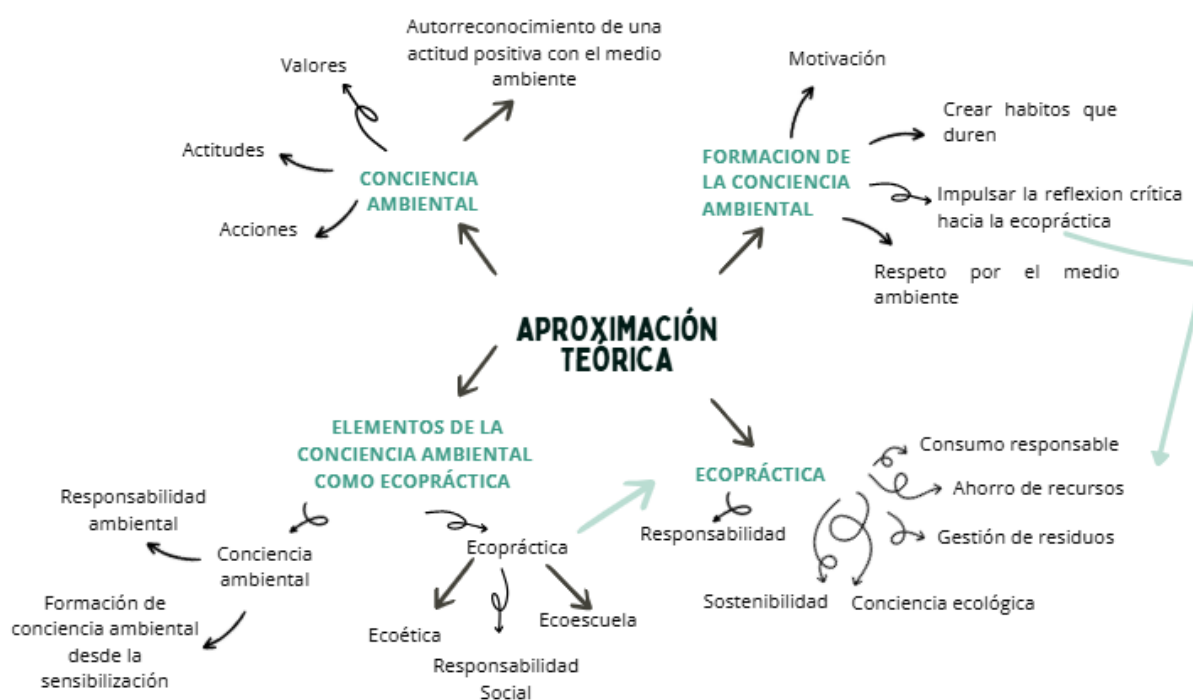 Autorreconocimiento de una
actitud positiva con el medio
ambiente
Valores
Actitudes
Acciones
CONCIENCIA
AMBIENTAL
Motivación
Crear habitos que
duren
FORMACION DE
LA CONCIENCIA
AMBIENTAL
Impulsar la reflexion crítica
hacia la ecopráctica
Respeto por el medio
ambiente
APROXIMACIÓN
TEÓRICA
ELEMENTOS DE LA
CONCIENCIA AMBIENTAL
COMO ECOPRÁCTICA
Responsabilidad
ambiental
Conciencia
ambiental
Formación de
conciencia ambiental
desde la
sensibilización
Ecopráctica
Ecoética
Responsabilidad
Social
Ecoescuela
ECOPRÁCTICA
Responsabilidad
Consumo responsable
Ahorro de recursos
Gestión de residuos
Sostenibilidad
Conciencia ecológica